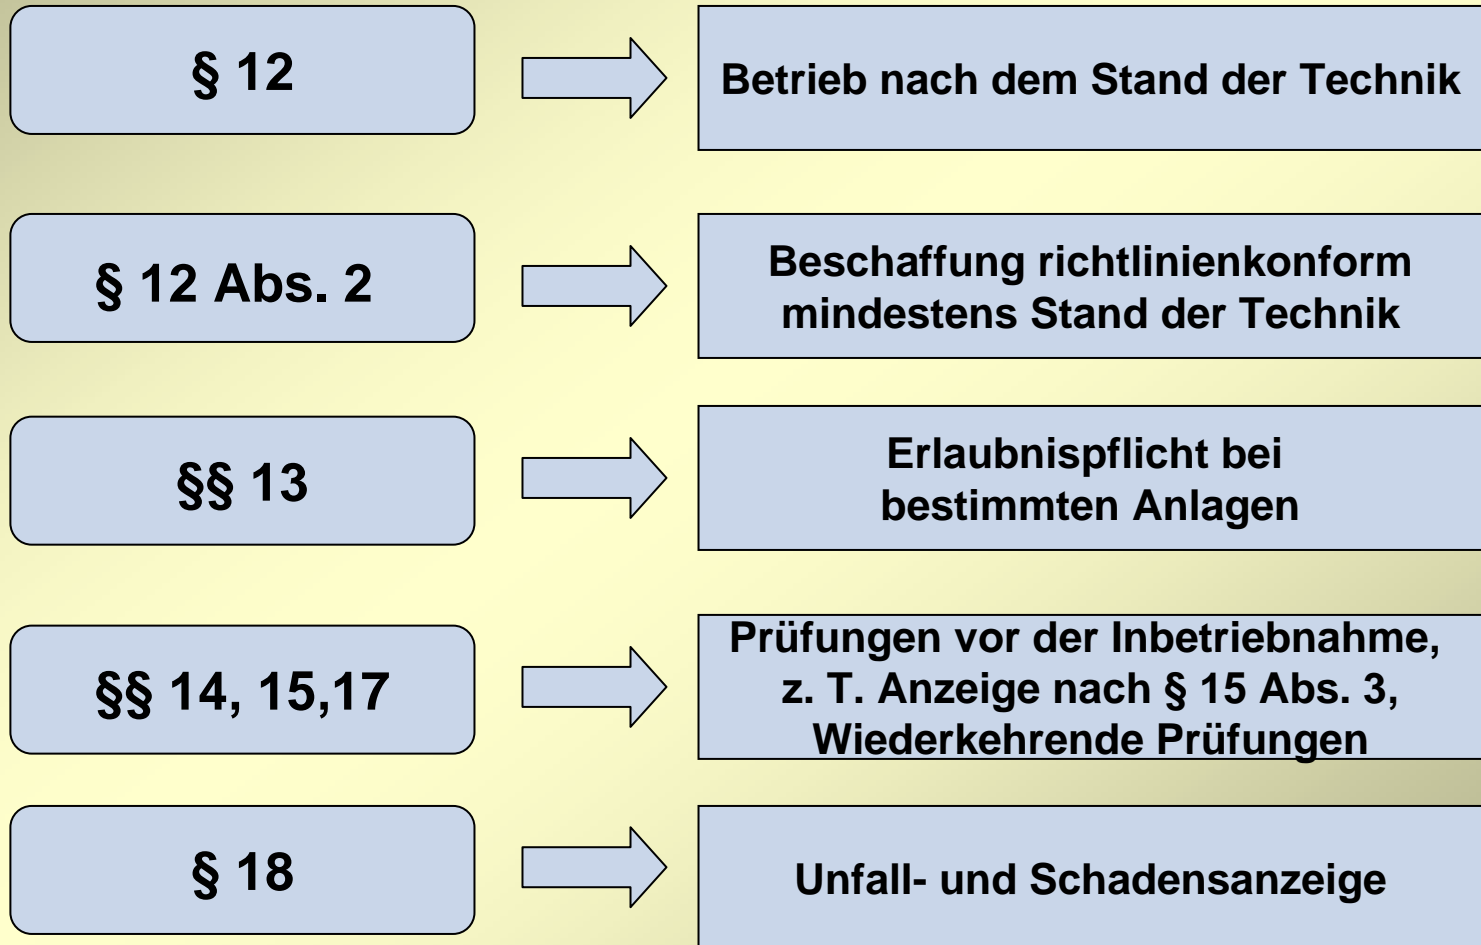 § 12
Betrieb nach dem Stand der Technik
§ 12 Abs. 2
Beschaffung richtlinienkonform
mindestens Stand der Technik
§§ 13
Erlaubnispflicht bei
bestimmten Anlagen
§§ 14, 15,17
Prüfungen vor der Inbetriebnahme,
z. T. Anzeige nach § 15 Abs. 3,
Wiederkehrende Prüfungen
§ 18
Unfall- und Schadensanzeige